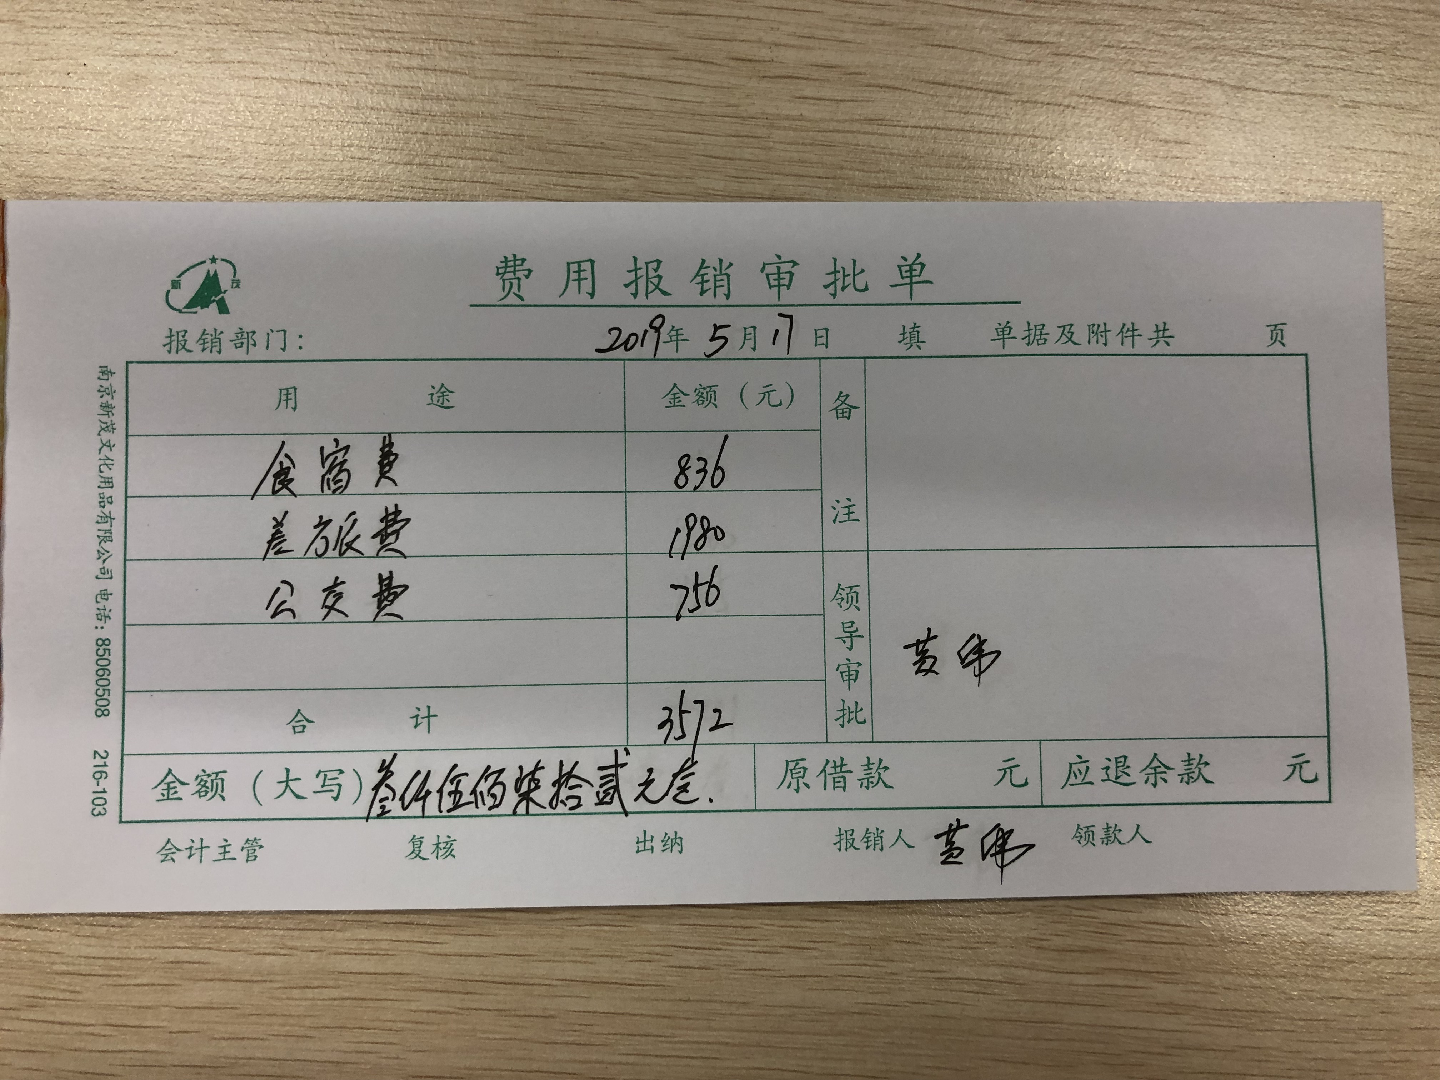 新 茂
费用报销审批单
报销部门： 2019年5月17日 填 单据及附件共 页
用途 金额（元） 备注
食宿费 836
差旅费 1980
公交费 756
领导审批 黄伟
合计 3572
金额（大写）叁仟伍佰柒拾贰元 原借款 元 应退余款 元
会计主管 复核 出纳 报销人 黄伟 领款人
南京新茂文化用品有限公司 电话：85060508 216-103